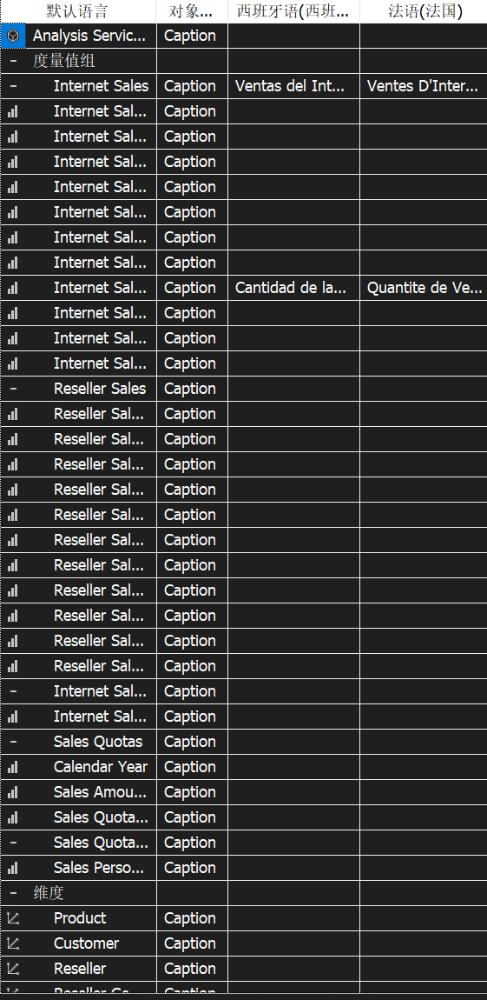 默认语言 对象... 西班牙语(西班... 法语(法国)
Analysis Servic... Caption
度量值组
Internet Sales Caption Ventas del Int... Ventes D'Inter...
Internet Sal... Caption
Internet Sal... Caption
Internet Sal... Caption
Internet Sal... Caption
Internet Sal... Caption
Internet Sal... Caption
Internet Sal... Caption
Internet Sal... Caption Cantidad de la... Quantite de Ve...
Internet Sal... Caption
Internet Sal... Caption
Internet Sal... Caption
Reseller Sales Caption
Reseller Sal... Caption
Reseller Sal... Caption
Reseller Sal... Caption
Reseller Sal... Caption
Reseller Sal... Caption
Reseller Sal... Caption
Reseller Sal... Caption
Reseller Sal... Caption
Reseller Sal... Caption
Reseller Sal... Caption
Reseller Sal... Caption
Internet Sal... Caption
Internet Sal... Caption
Sales Quotas Caption
Calendar Year Caption
Sales Amou... Caption
Sales Quota... Caption
Sales Quota... Caption
Sales Perso... Caption
维度
Product Caption
Customer Caption
Reseller Caption
Reseller Ge... Caption